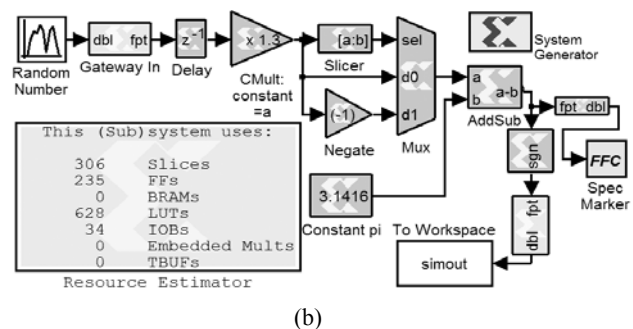 Random
Number
dbl fpt
Gateway In
z-1
Delay
x 1.3
CMult:
constant
=a
[a:b]
Slicer
(-1)
Negate
sel
d0
d1
Mux
System
Generator
a
b
a-b
AddSub
fpt dbl
FFC
Spec
Marker
sgn
dbl fpt
3.1416
Constant pi
To Workspace
simout
This (Sub)system uses:
306 Slices
235 FFs
0 BRAMs
628 LUTs
34 IOBs
0 Embedded Mults
0 TBUFs
Resource Estimator
(b)